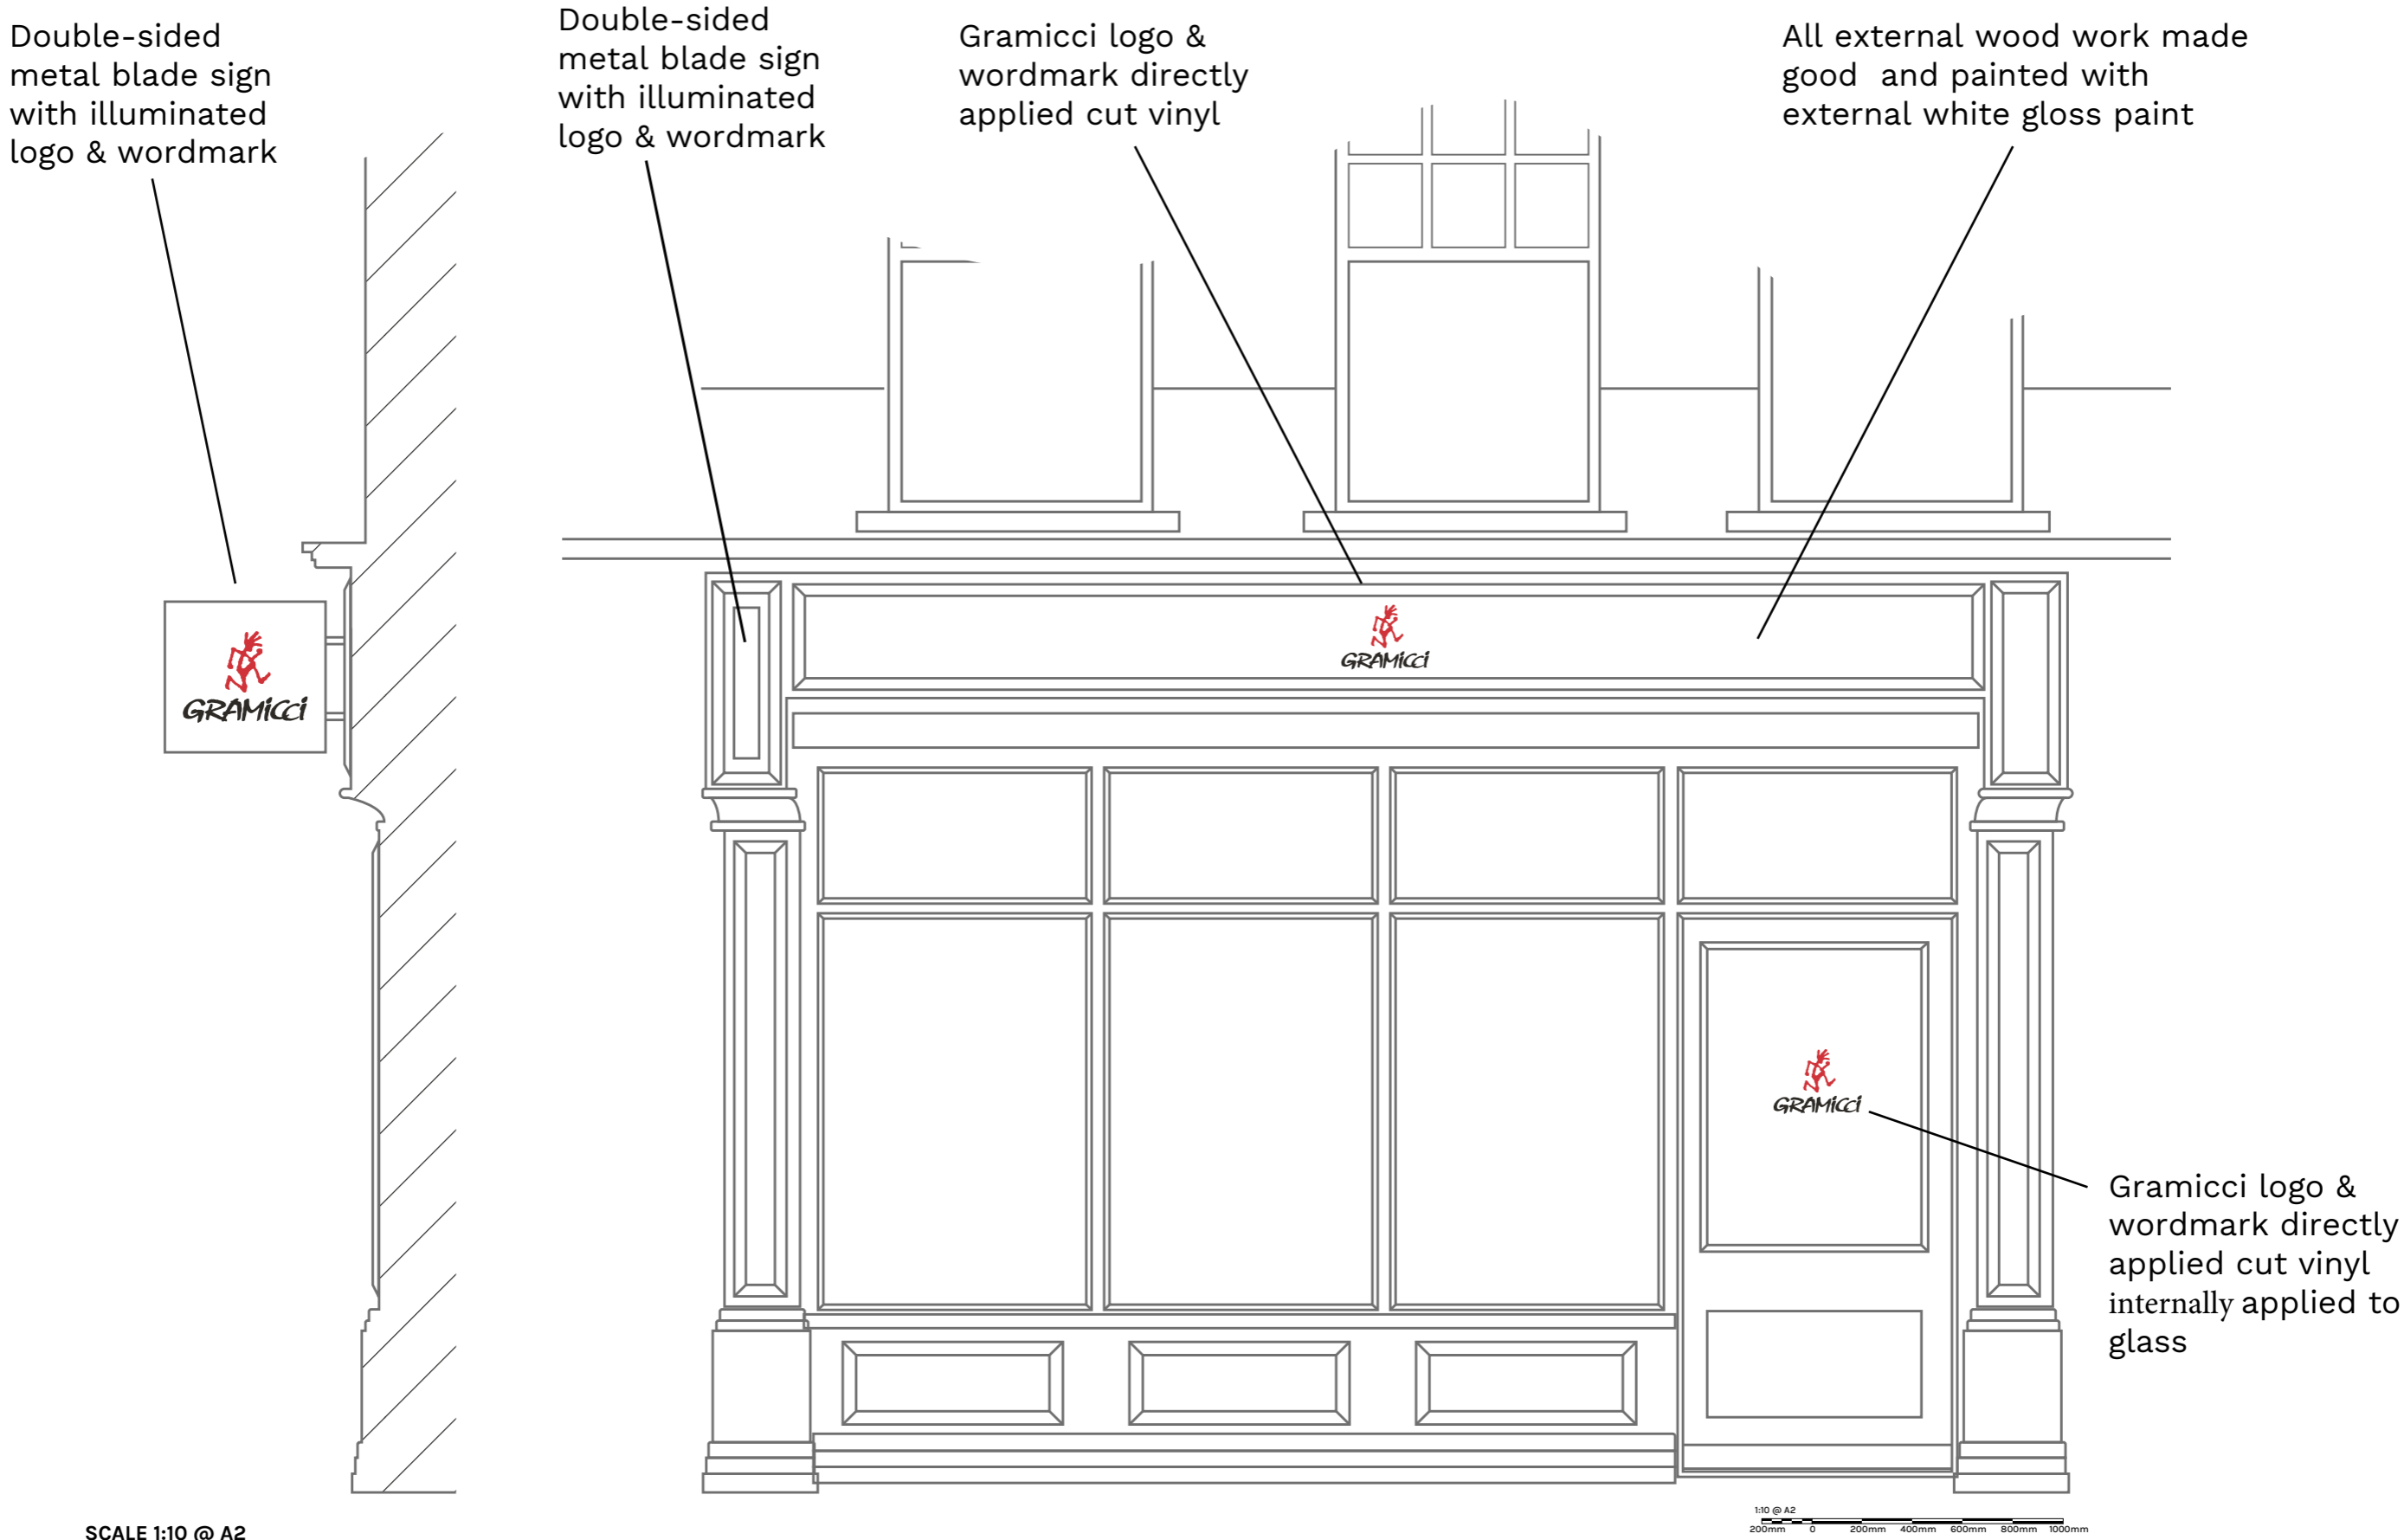 Double-sided
metal blade sign
with illuminated
logo & wordmark
Double-sided
metal blade sign
with illuminated
logo & wordmark
Gramicci logo &
wordmark directly
applied cut vinyl
All external wood work made
good and painted with
external white gloss paint
GRAMiCCi
GRAMiCCi
GRAMiCCi
Gramicci logo &
wordmark directly
applied cut vinyl
internally applied to
glass
SCALE 1:10 @ A2
1:10 @ A2
200mm 0 200mm 400mm 600mm 800mm 1000mm